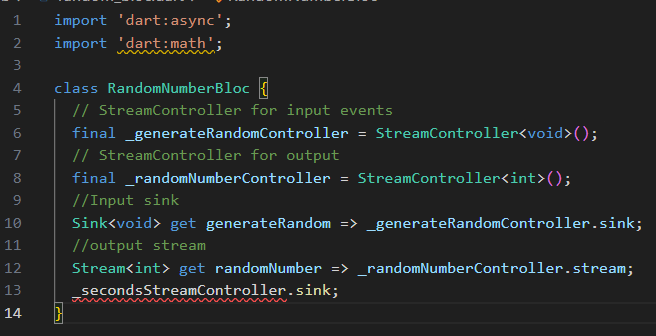 1 import 'dart:async';
2 import 'dart:math';
3
4 class RandomNumberBloc {
5 // StreamController for input events
6 final _generateRandomController = StreamController<void>();
7 // StreamController for output
8 final _randomNumberController = StreamController<int>();
9 //Input sink
10 Sink<void> get generateRandom => _generateRandomController.sink;
11 //output stream
12 Stream<int> get randomNumber => _randomNumberController.stream;
13 _secondsStreamController.sink;
14 }